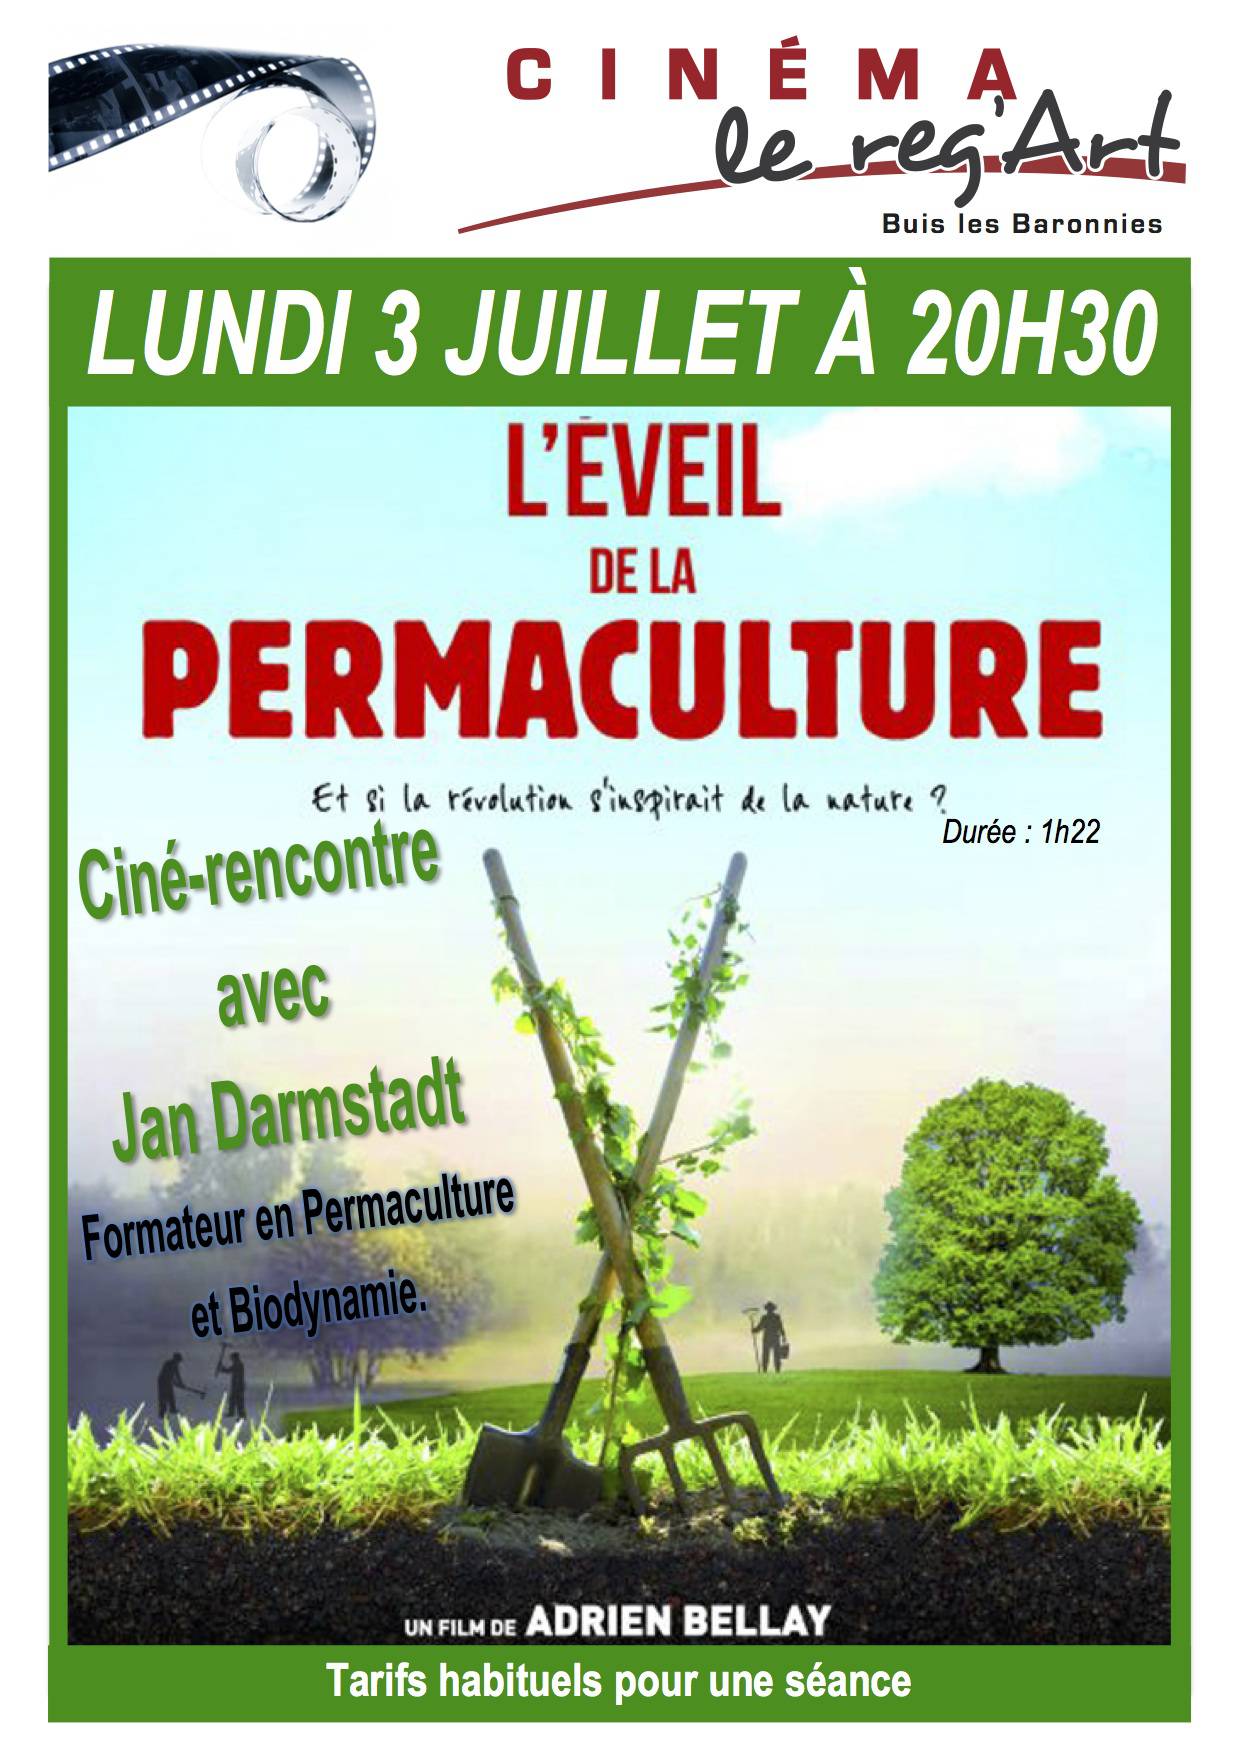 CINÉMA
le reg'Art
Buis les Baronnies
LUNDI 3 JUILLET À 20H30
L'ÉVEIL
DE LA
PERMACULTURE
Et si la révolution s'inspirait de la nature ?
Durée : 1h22
Ciné-rencontre
avec
Jan Darmstadt
Formateur en Permaculture
et Biodynamie.
UN FILM DE ADRIEN BELLAY
Tarifs habituels pour une séance